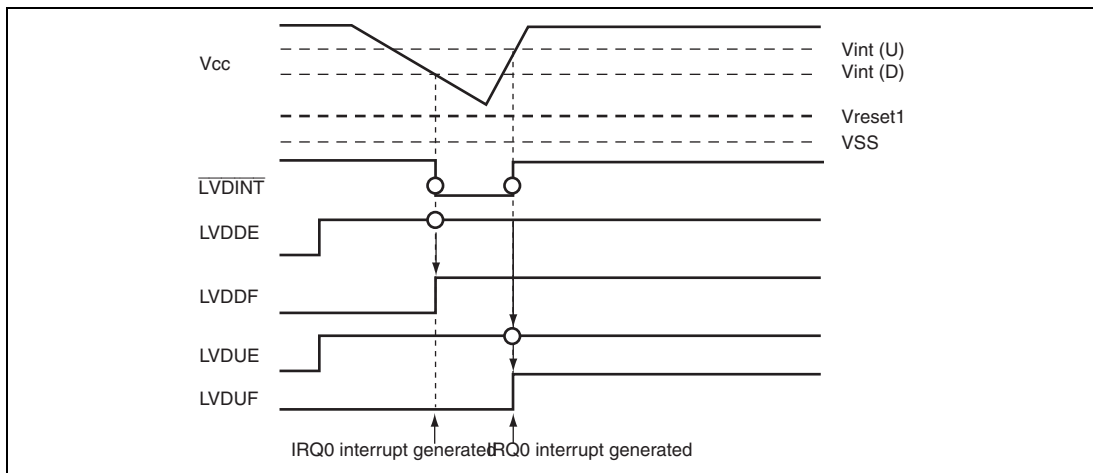 Vcc
Vint (U)
Vint (D)
Vreset1
VSS
LVDINT
LVDDE
LVDDF
LVDUE
LVDUF
IRQ0 interrupt generated
IRQ0 interrupt generated